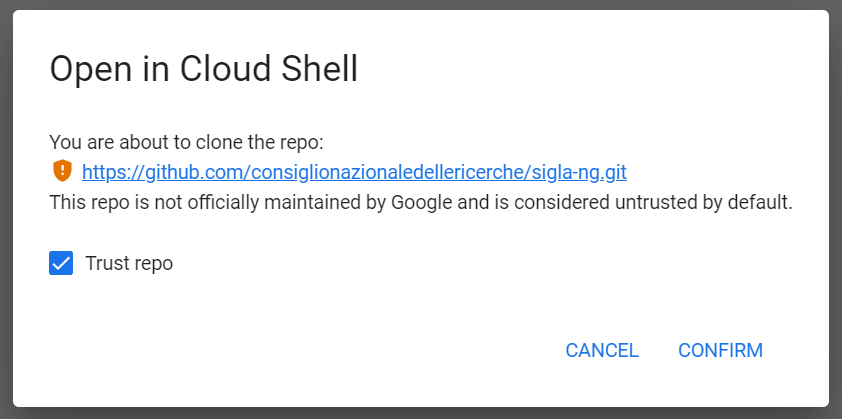 Open in Cloud Shell
You are about to clone the repo:
https://github.com/consiglionazionaledellericerche/sigla-ng.git
This repo is not officially maintained by Google and is considered untrusted by default.
Trust repo
CANCEL CONFIRM